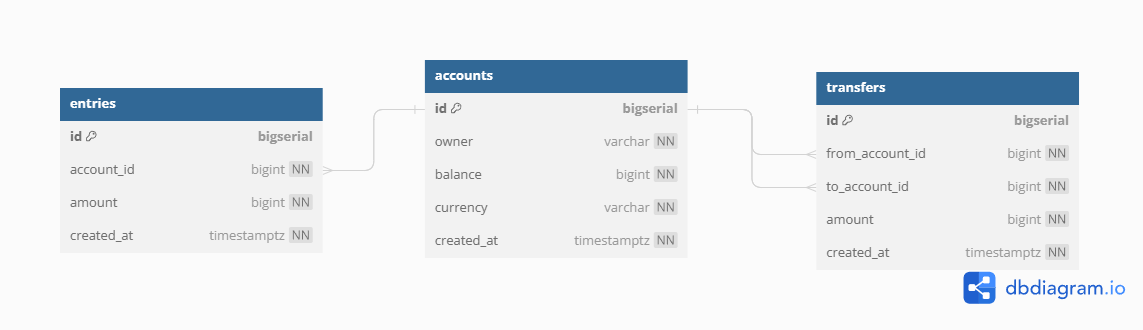 entries
id bigserial
account_id bigint NN
amount bigint NN
created_at timestamptz NN
accounts
id bigserial
owner varchar NN
balance bigint NN
currency varchar NN
created_at timestamptz NN
transfers
id bigserial
from_account_id bigint NN
to_account_id bigint NN
amount bigint NN
created_at timestamptz NN
dbdiagram.io